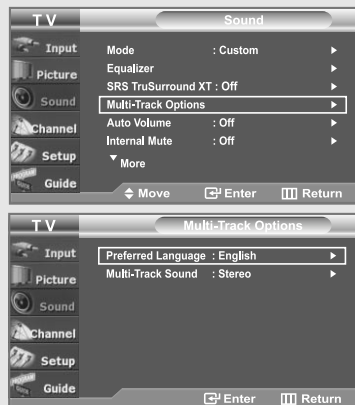 TV
Sound
Input
Picture
Sound
Channel
Setup
Guide
Mode : Custom
Equalizer
SRS TruSurround XT : Off
Multi-Track Options
Auto Volume : Off
Internal Mute : Off
More
Move Enter Return
TV
Multi-Track Options
Input
Picture
Sound
Channel
Setup
Guide
Preferred Language : English
Multi-Track Sound : Stereo
Enter Return